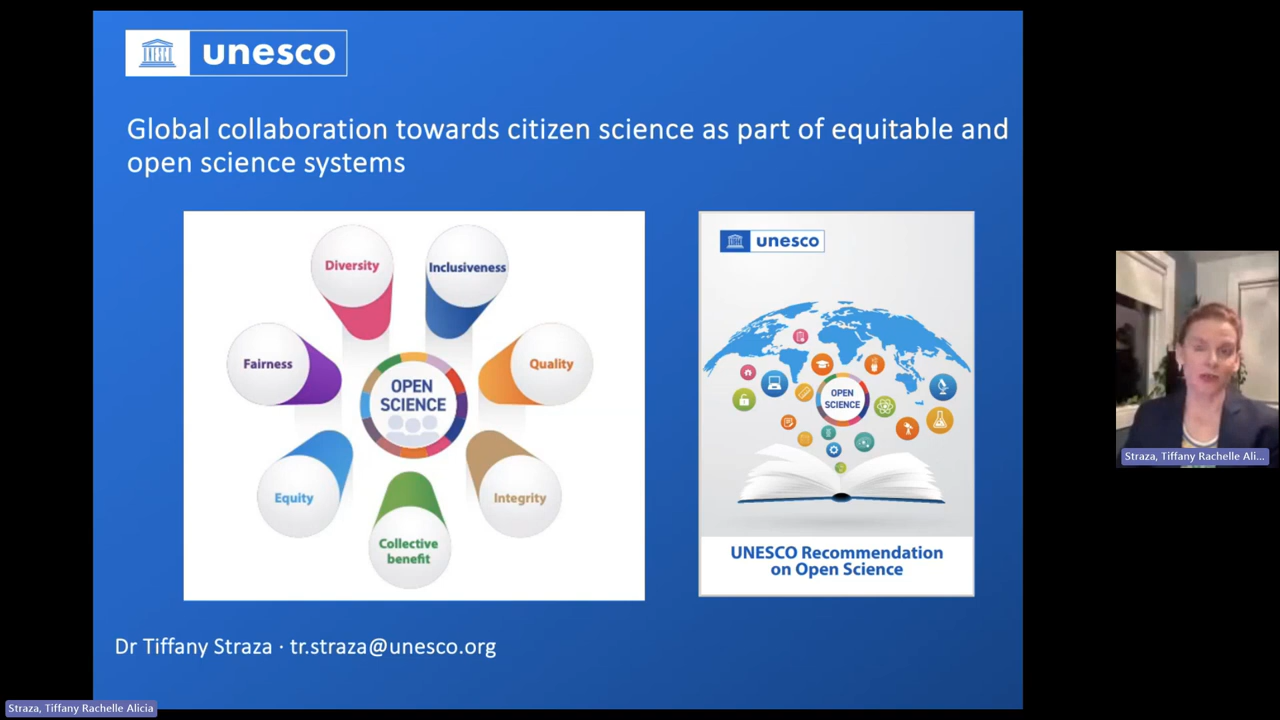 unesco
Global collaboration towards citizen science as part of equitable and
open science systems
Diversity
Inclusiveness
Fairness
Quality
OPEN
SCIENCE
Equity
Integrity
Collective
benefit
unesco
OPEN
SCIENCE
UNESCO Recommendation
on Open Science
Dr Tiffany Straza · tr.straza@unesco.org
Straza, Tiffany Rachelle Ali...
Straza, Tiffany Rachelle Alicia